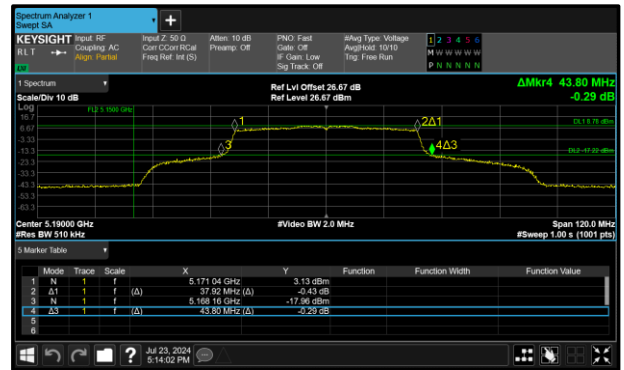 Spectrum Analyzer 1
Swept SA
+
KEYSIGHT Input: RF Input Z: 50 Ω Atten: 10 dB PNO: Fast #Avg Type: Voltage 1 2 3 4 5 6
RLT Coupling: AC Corr CCorr RCal Preamp: Off Gate: Off Avg|Hold: 10/10 M W W W W W
Align: Partial Freq Ref: Int (S) IF Gain: Low Trig: Free Run
LW Sig Track: Off P N N N N N
1 Spectrum Ref Lvl Offset 26.67 dB ΔMkr4 43.80 MHz
Scale/Div 10 dB Ref Level 26.67 dBm -0.29 dB
Log
16.7
6.67
-3.33
-13.3
-23.3
-33.3
-43.3
-53.3
-63.3
1
2Δ1
3
4Δ3
Center 5.19000 GHz #Video BW 2.0 MHz Span 120.0 MHz
#Res BW 510 kHz #Sweep 1.00 s (1001 pts)
5 Marker Table
Mode Trace Scale X Y Function Function Width Function Value
1 N 1 f 5.171 04 GHz 3.13 dBm
2 Δ1 1 f (Δ) 37.92 MHz (Δ) -0.43 dB
3 N 1 f 5.168 16 GHz -17.96 dBm
4 Δ3 1 f (Δ) 43.80 MHz (Δ) -0.29 dB
5
6
? Jul 23, 2024
5:14:02 PM